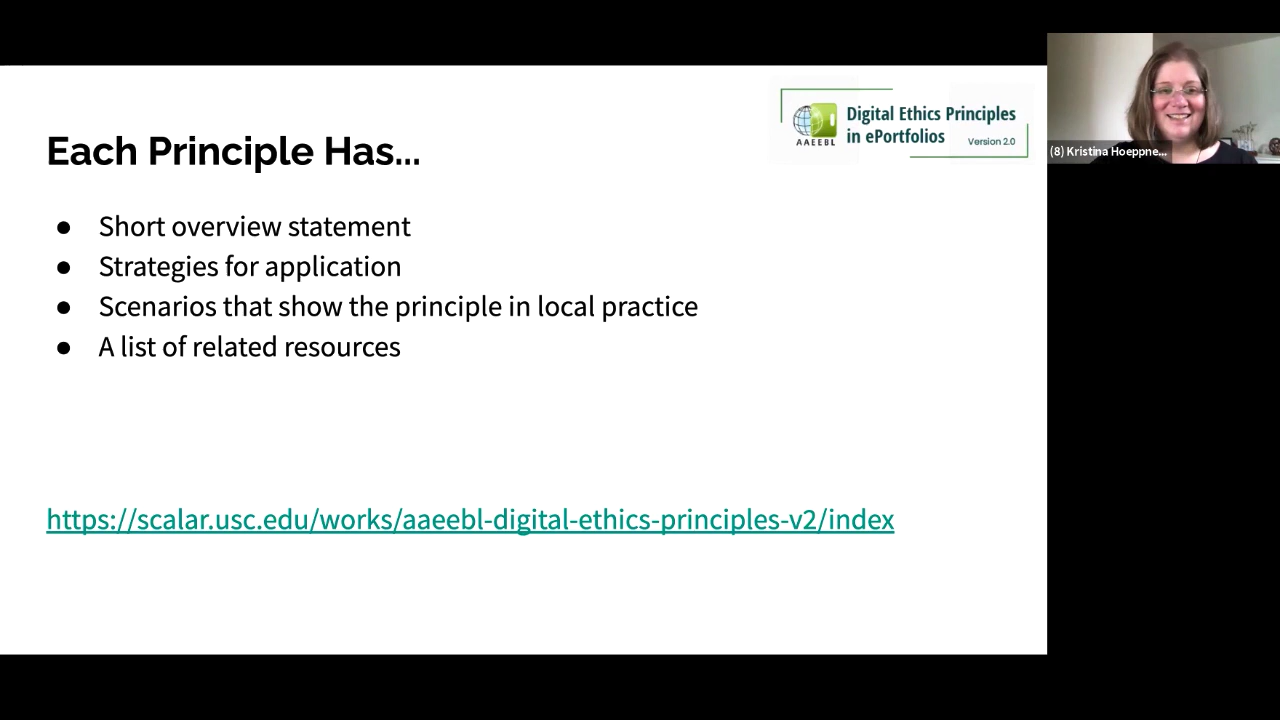 Each Principle Has...
● Short overview statement
● Strategies for application
● Scenarios that show the principle in local practice
● A list of related resources
https://scalar.usc.edu/works/aaeebl-digital-ethics-principles-v2/index
AAEEBL
Digital Ethics Principles
in ePortfolios
Version 2.0
(8) Kristina Hoeppne...